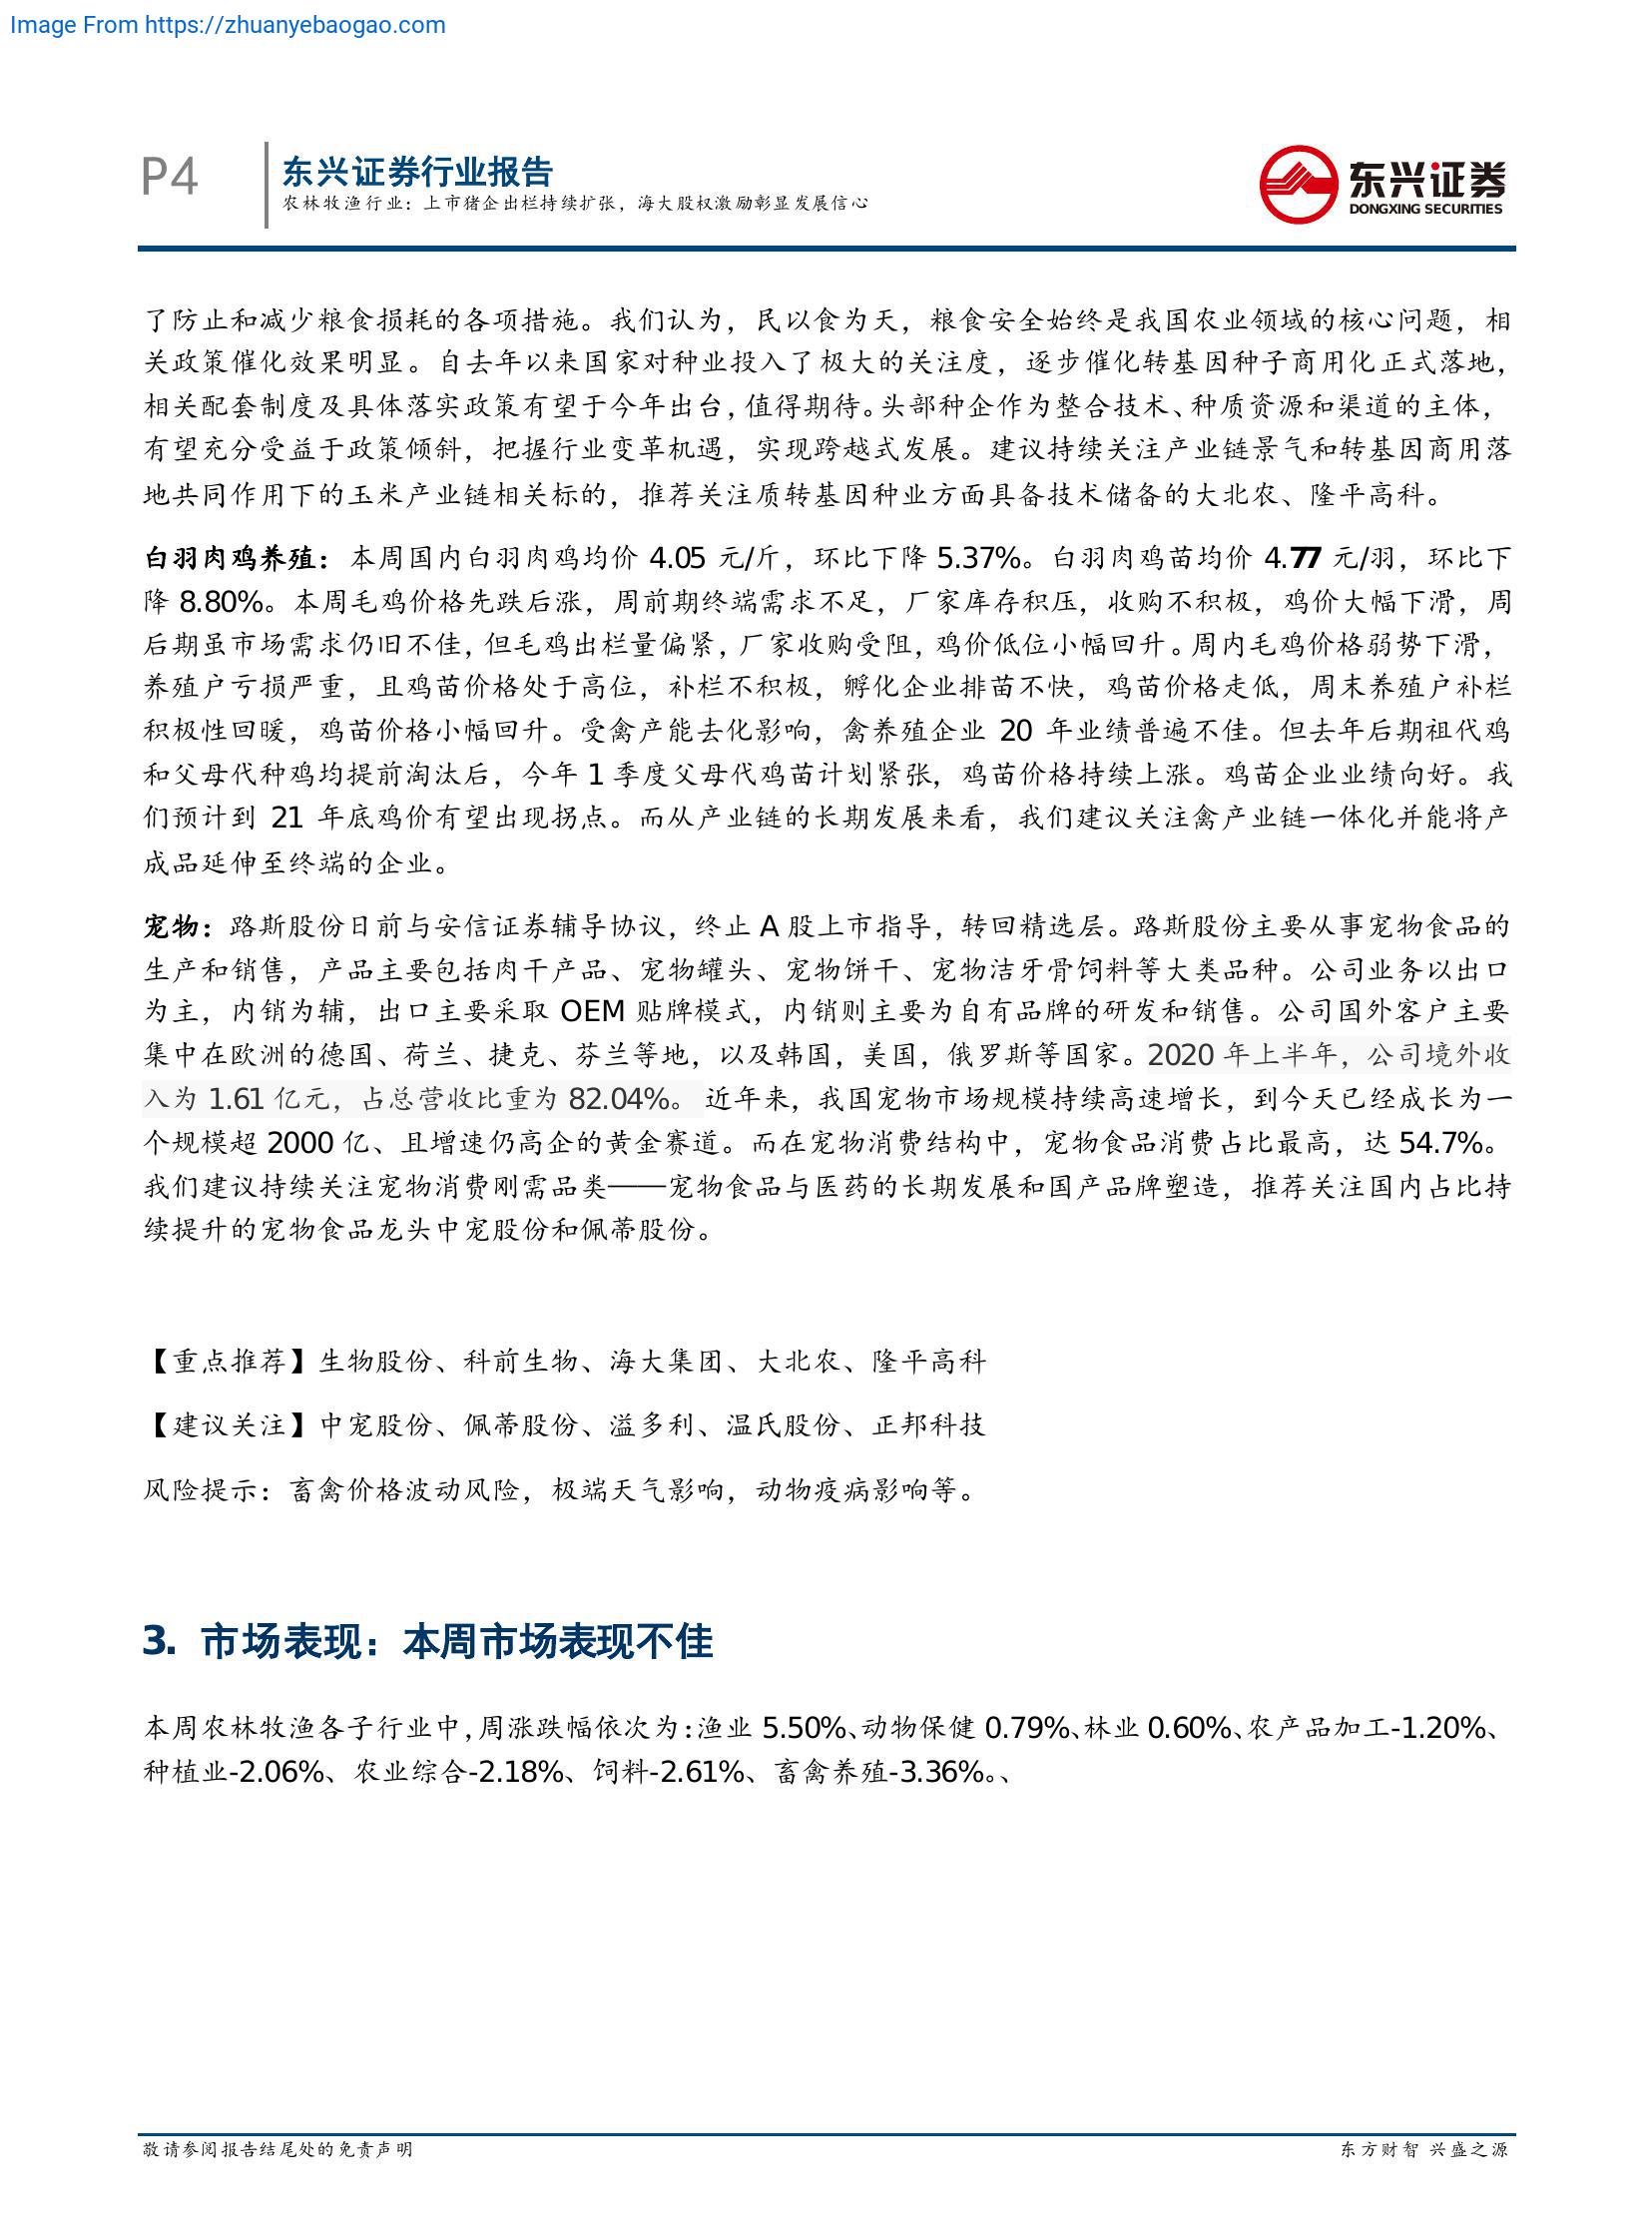 Image From https://zhuanyebaogao.com
P4
东兴证券行业报告
农林牧渔行业：上市猪企出栏持续扩张，海大股权激励彰显发展信心
东兴证券
DONGXING SECURITIES
了防止和减少粮食损耗的各项措施。我们认为，民以食为天，粮食安全始终是我国农业领域的核心问题，相
关政策催化效果明显。自去年以来国家对种业投入了极大的关注度，逐步催化转基因种子商用化正式落地，
相关配套制度及具体落实政策有望于今年出台，值得期待。头部种企作为整合技术、种质资源和渠道的主体，
有望充分受益于政策倾斜，把握行业变革机遇，实现跨越式发展。建议持续关注产业链景气和转基因商用落
地共同作用下的玉米产业链相关标的，推荐关注质转基因种业方面具备技术储备的大北农、隆平高科。
白羽肉鸡养殖：本周国内白羽肉鸡均价 4.05 元/斤，环比下降 5.37%。白羽肉鸡苗均价 4.77 元/羽，环比下
降 8.80%。本周毛鸡价格先跌后涨，周前期终端需求不足，厂家库存积压，收购不积极，鸡价大幅下滑，周
后期虽市场需求仍旧不佳，但毛鸡出栏量偏紧，厂家收购受阻，鸡价低位小幅回升。周内毛鸡价格弱势下滑，
养殖户亏损严重，且鸡苗价格处于高位，补栏不积极，孵化企业排苗不快，鸡苗价格走低，周末养殖户补栏
积极性回暖，鸡苗价格小幅回升。受禽产能去化影响，禽养殖企业 20 年业绩普遍不佳。但去年后期祖代鸡
和父母代种鸡均提前淘汰后，今年 1 季度父母代鸡苗计划紧张，鸡苗价格持续上涨。鸡苗企业业绩向好。我
们预计到 21 年底鸡价有望出现拐点。而从产业链的长期发展来看，我们建议关注禽产业链一体化并能将产
成品延伸至终端的企业。
宠物：路斯股份日前与安信证券辅导协议，终止 A 股上市指导，转回精选层。路斯股份主要从事宠物食品的
生产和销售，产品主要包括肉干产品、宠物罐头、宠物饼干、宠物洁牙骨饲料等大类品种。公司业务以出口
为主，内销为辅，出口主要采取 OEM 贴牌模式，内销则主要为自有品牌的研发和销售。公司国外客户主要
集中在欧洲的德国、荷兰、捷克、芬兰等地，以及韩国，美国，俄罗斯等国家。2020 年上半年，公司境外收
入为 1.61 亿元，占总营收比重为 82.04%。 近年来，我国宠物市场规模持续高速增长，到今天已经成长为一
个规模超 2000 亿、且增速仍高企的黄金赛道。而在宠物消费结构中，宠物食品消费占比最高，达 54.7%。
我们建议持续关注宠物消费刚需品类——宠物食品与医药的长期发展和国产品牌塑造，推荐关注国内占比持
续提升的宠物食品龙头中宠股份和佩蒂股份。
【重点推荐】生物股份、科前生物、海大集团、大北农、隆平高科
【建议关注】中宠股份、佩蒂股份、溢多利、温氏股份、正邦科技
风险提示：畜禽价格波动风险，极端天气影响，动物疫病影响等。
3. 市场表现：本周市场表现不佳
本周农林牧渔各子行业中，周涨跌幅依次为：渔业 5.50%、动物保健 0.79%、林业 0.60%、农产品加工-1.20%、
种植业-2.06%、农业综合-2.18%、饲料-2.61%、畜禽养殖-3.36%。、
敬请参阅报告结尾处的免责声明
东方财智 兴盛之源